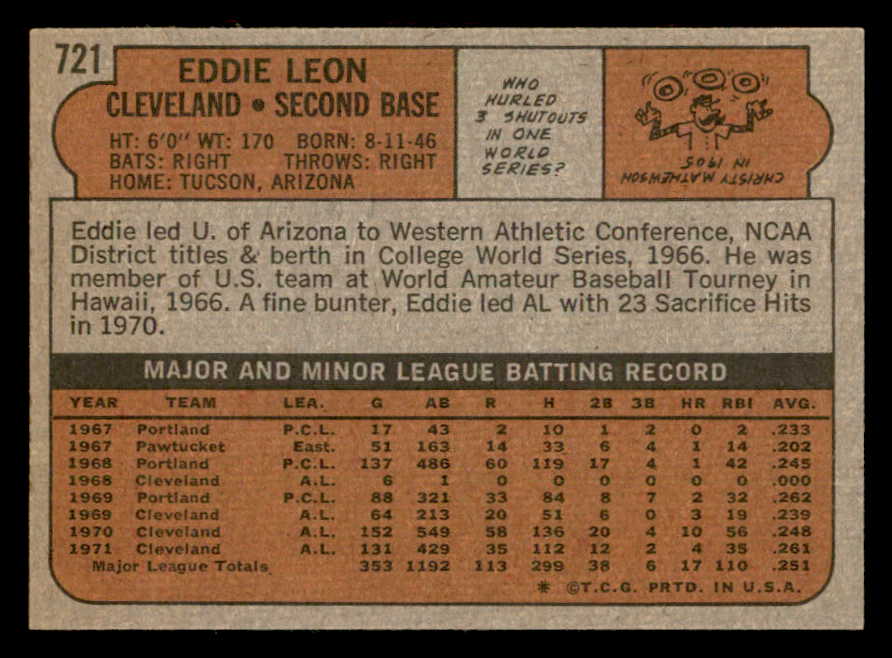 721
EDDIE LEON
CLEVELAND • SECOND BASE
HT: 6'0" WT: 170 BORN: 8-11-46
BATS: RIGHT THROWS: RIGHT
HOME: TUCSON, ARIZONA
WHO
HURLED
3 SHUTOUTS
IN ONE
WORLD
SERIES?
CHRISTY MATHEWSON
IN 1905
Eddie led U. of Arizona to Western Athletic Conference, NCAA
District titles & berth in College World Series, 1966. He was
member of U.S. team at World Amateur Baseball Tourney in
Hawaii, 1966. A fine bunter, Eddie led AL with 23 Sacrifice Hits
in 1970.
MAJOR AND MINOR LEAGUE BATTING RECORD
YEAR TEAM LEA. G AB R H 2B 3B HR RBI AVG.
1967 Portland P.C.L. 17 43 2 10 1 2 0 2 .233
1967 Pawtucket East. 51 163 14 33 6 4 1 14 .202
1968 Portland P.C.L. 137 486 60 119 17 4 1 42 .245
1968 Cleveland A.L. 6 1 0 0 0 0 0 0 .000
1969 Portland P.C.L. 88 321 33 84 8 7 2 32 .262
1969 Cleveland A.L. 64 213 20 51 6 0 3 19 .239
1970 Cleveland A.L. 152 549 58 136 20 4 10 56 .248
1971 Cleveland A.L. 131 429 35 112 12 2 4 35 .261
Major League Totals 353 1192 113 299 38 6 17 110 .251
* ©T.C.G. PRTD. IN U.S.A.